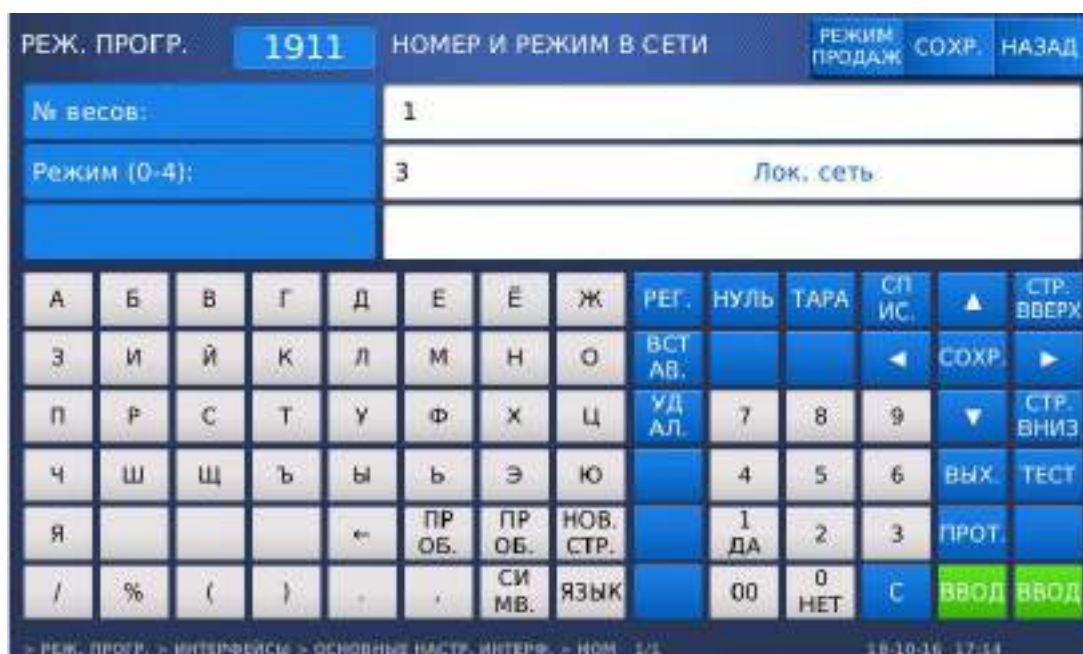 РЕЖ. ПРОГР. 1911 НОМЕР И РЕЖИМ В СЕТИ РЕЖИМ ПРОДАЖ СОХР. НАЗАД
№ весов: 1
Режим (0-4): 3 Лок. сеть
А Б В Г Д Е Ё Ж РЕГ. НУЛЬ ТАРА СП ИС. ▲ СТР. ВВЕРХ
З И Й К Л М Н О ВСТ АВ. ◄ СОХР. ►
П Р С Т У Ф Х Ц УД АЛ. 7 8 9 ▼ СТР. ВНИЗ
Ч Ш Щ Ъ Ы Ь Э Ю 4 5 6 ВЫХ. ТЕСТ
Я ← ПР ОБ. ПР ОБ. НОВ. СТР. 1 ДА 2 3 ПРОТ.
/ % ( ) . , СИ МВ. ЯЗЫК 00 0 НЕТ С ВВОД ВВОД
> РЕЖ. ПРОГР. > ИНТЕРФЕЙСЫ > ОСНОВНЫЕ НАСТР. ИНТЕРФ. > НОМ 1/1 18-10-16 17:14